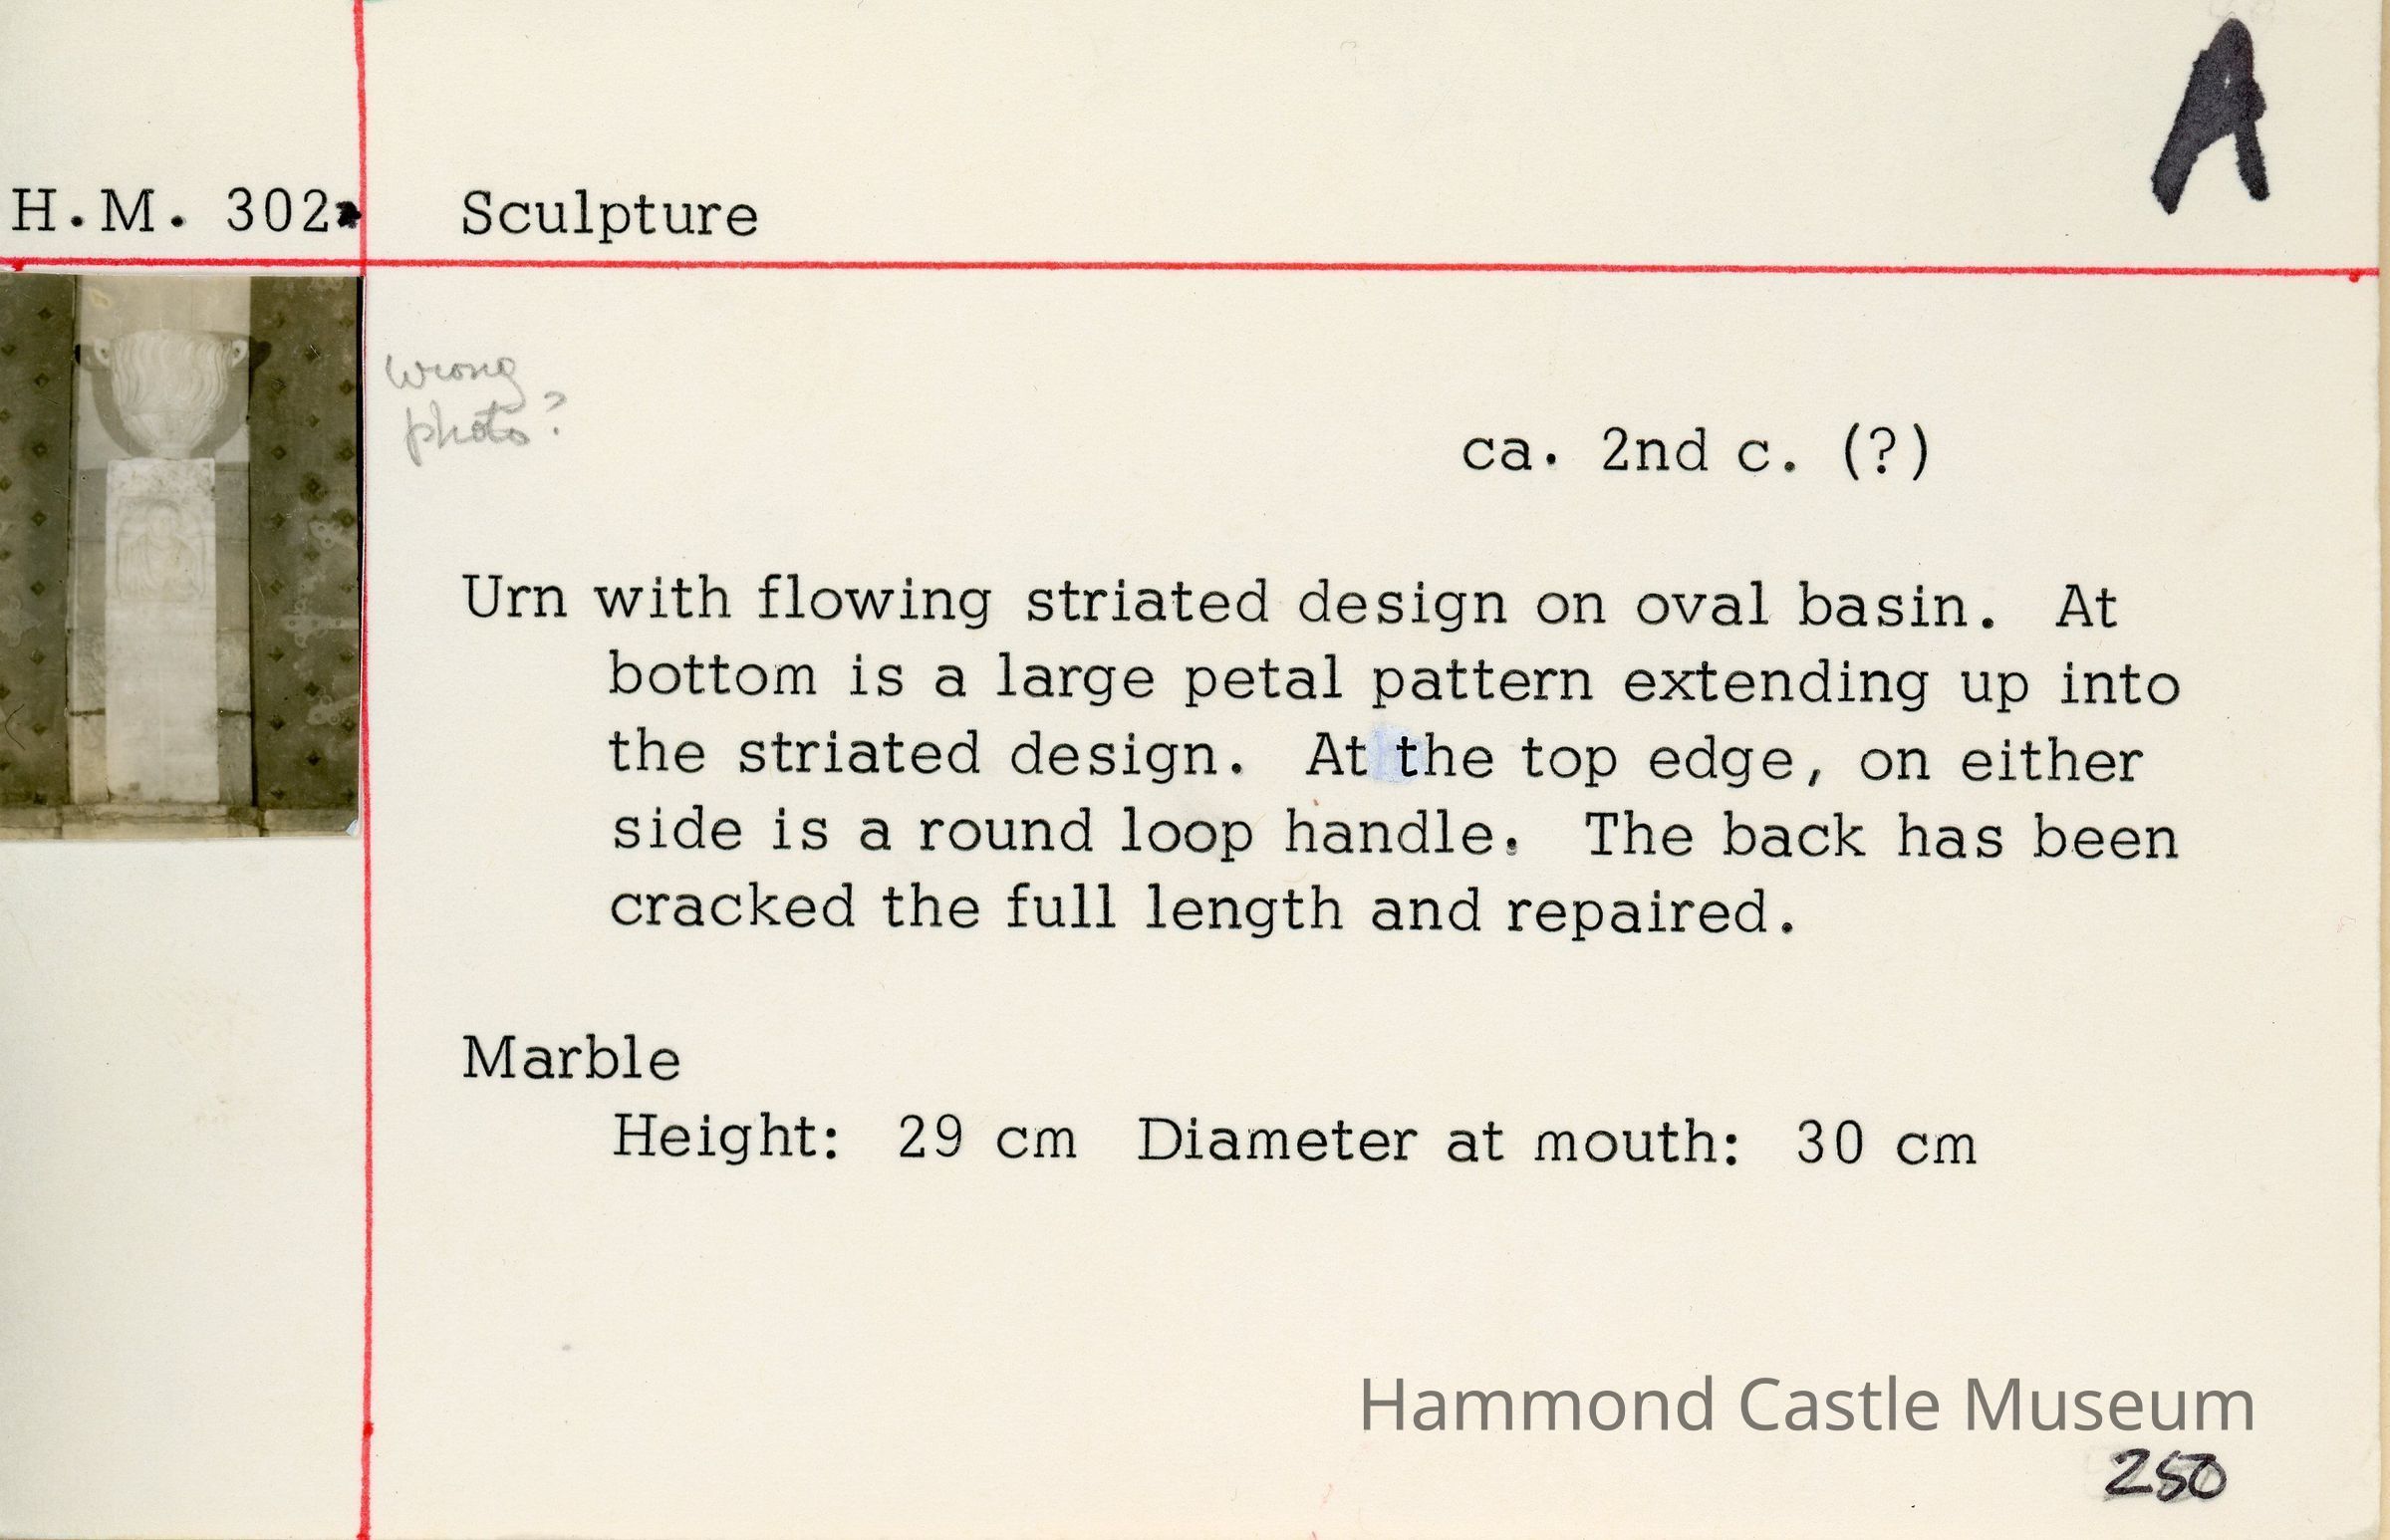 A
H.M. 302
Sculpture
wrong
photo?
ca. 2nd c. (?)
Urn with flowing striated design on oval basin. At
bottom is a large petal pattern extending up into
the striated design. At the top edge, on either
side is a round loop handle. The back has been
cracked the full length and repaired.
Marble
Height: 29 cm Diameter at mouth: 30 cm
Hammond Castle Museum
250